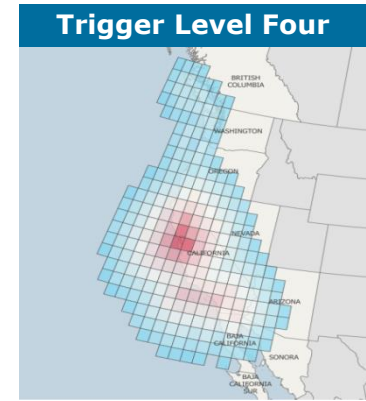 Trigger Level Four
BRITISH
COLUMBIA
WASHINGTON
OREGON
NEVADA
CALIFORNIA
ARIZONA
BAJA
CALIFORNIA
SONORA
BAJA
CALIFORNIA
SUR